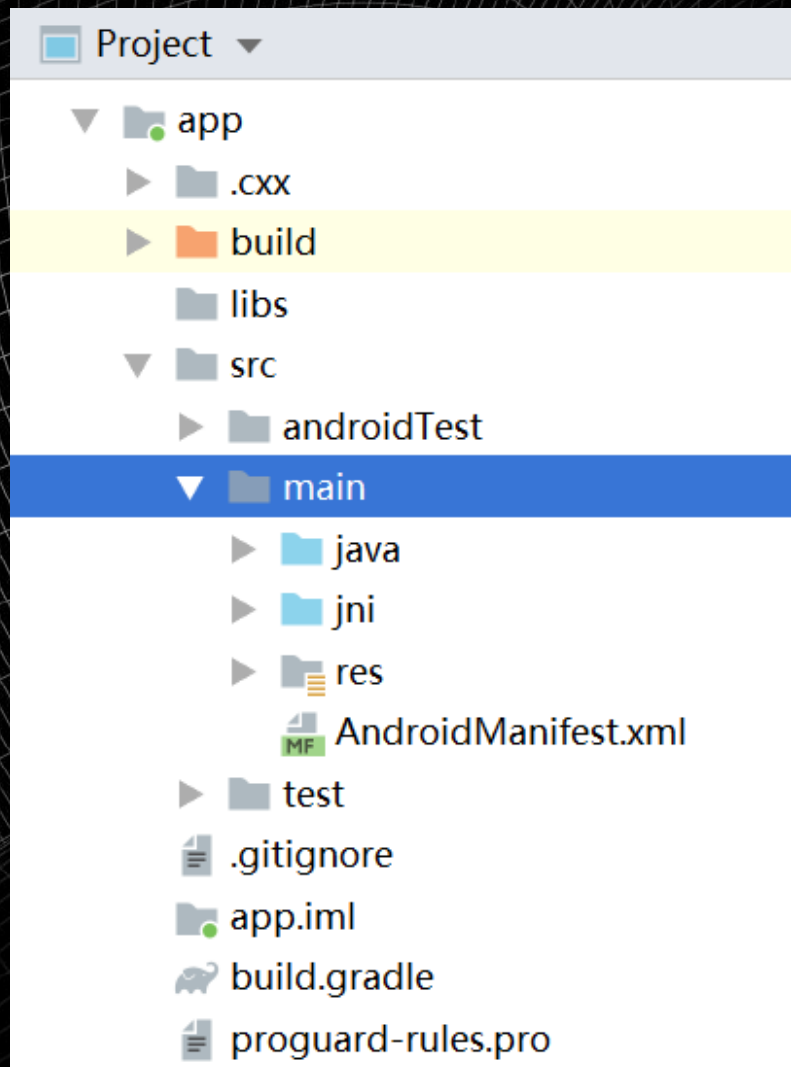 Project
app
.cxx
build
libs
src
androidTest
main
java
jni
res
MF AndroidManifest.xml
test
.gitignore
app.iml
build.gradle
proguard-rules.pro